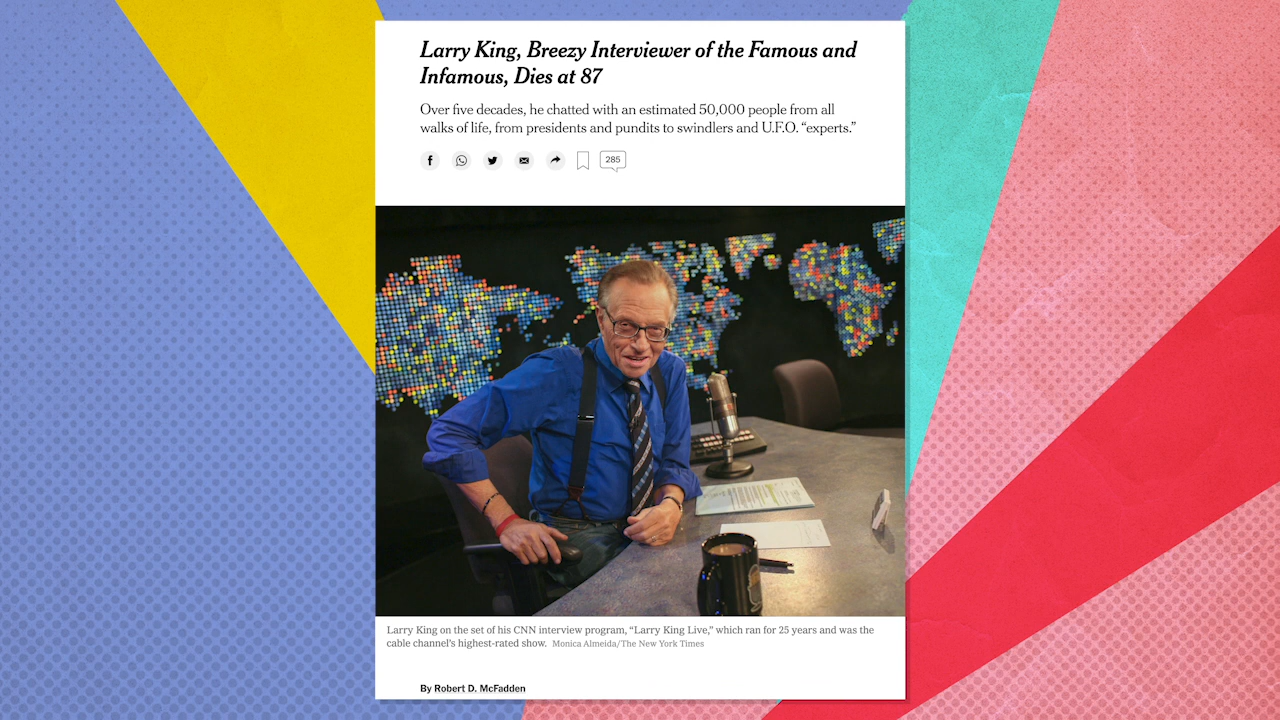 Larry King, Breezy Interviewer of the Famous and
Infamous, Dies at 87
Over five decades, he chatted with an estimated 50,000 people from all
walks of life, from presidents and pundits to swindlers and U.F.O. “experts.”
285
Larry King on the set of his CNN interview program, “Larry King Live,” which ran for 25 years and was the
cable channel’s highest-rated show. Monica Almeida/The New York Times
By Robert D. McFadden